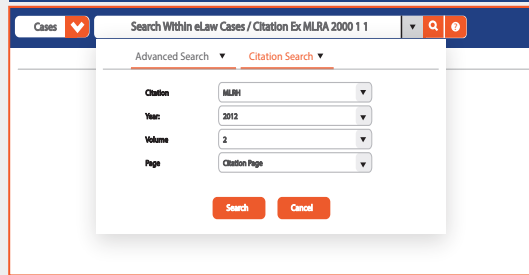 Cases Search Within eLaw Cases / Citation Ex MLRA 2000 1 1 ?
Advanced Search Citation Search
Citation MLRH
Year: 2012
Volume 2
Page Citation Page
Search Cancel